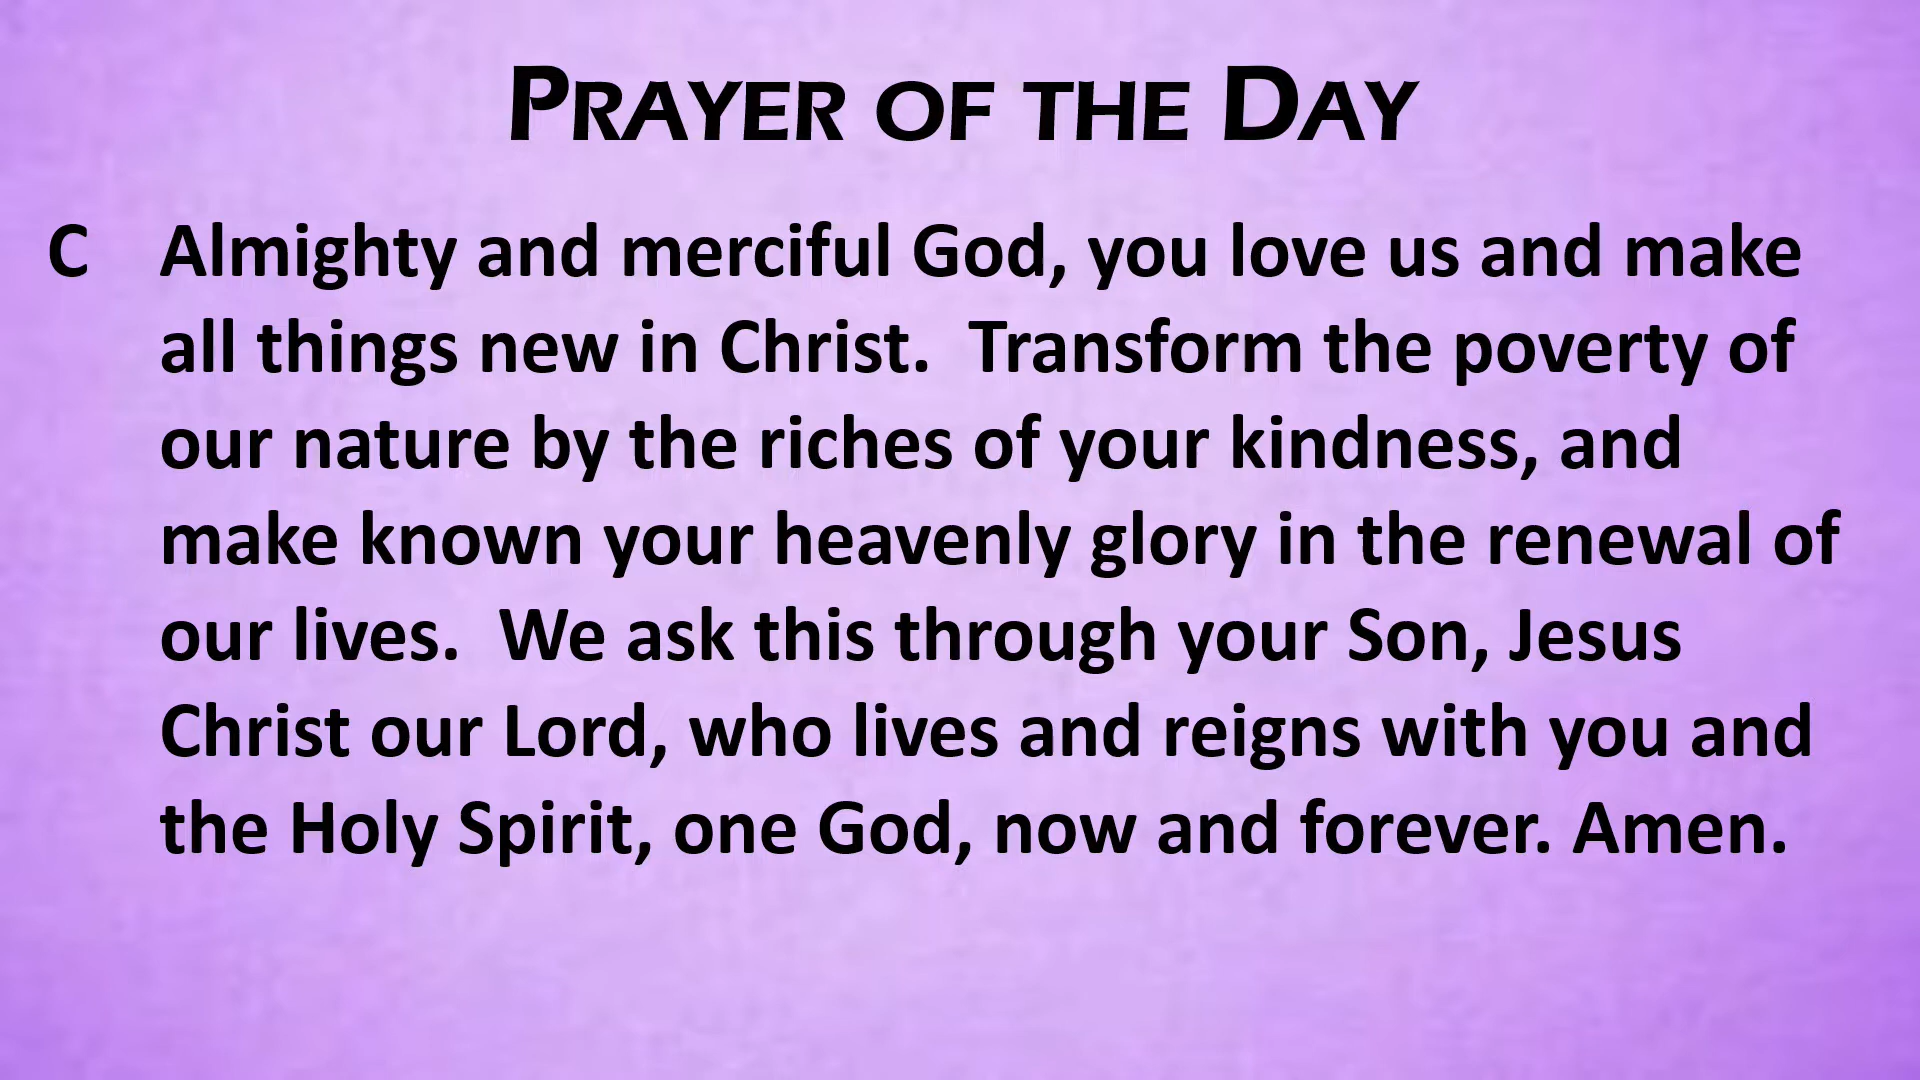 PRAYER OF THE DAY
C Almighty and merciful God, you love us and make
all things new in Christ.  Transform the poverty of
our nature by the riches of your kindness, and
make known your heavenly glory in the renewal of
our lives.  We ask this through your Son, Jesus
Christ our Lord, who lives and reigns with you and
the Holy Spirit, one God, now and forever. Amen.